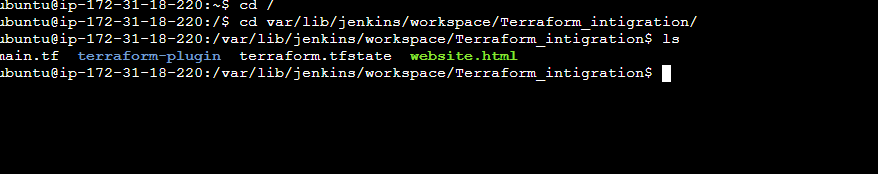 ubuntu@ip-172-31-18-220:~$ cd /
ubuntu@ip-172-31-18-220:/$ cd var/lib/jenkins/workspace/Terraform_intigration/
ubuntu@ip-172-31-18-220:/var/lib/jenkins/workspace/Terraform_intigration$ ls
main.tf  terraform-plugin  terraform.tfstate  website.html
ubuntu@ip-172-31-18-220:/var/lib/jenkins/workspace/Terraform_intigration$